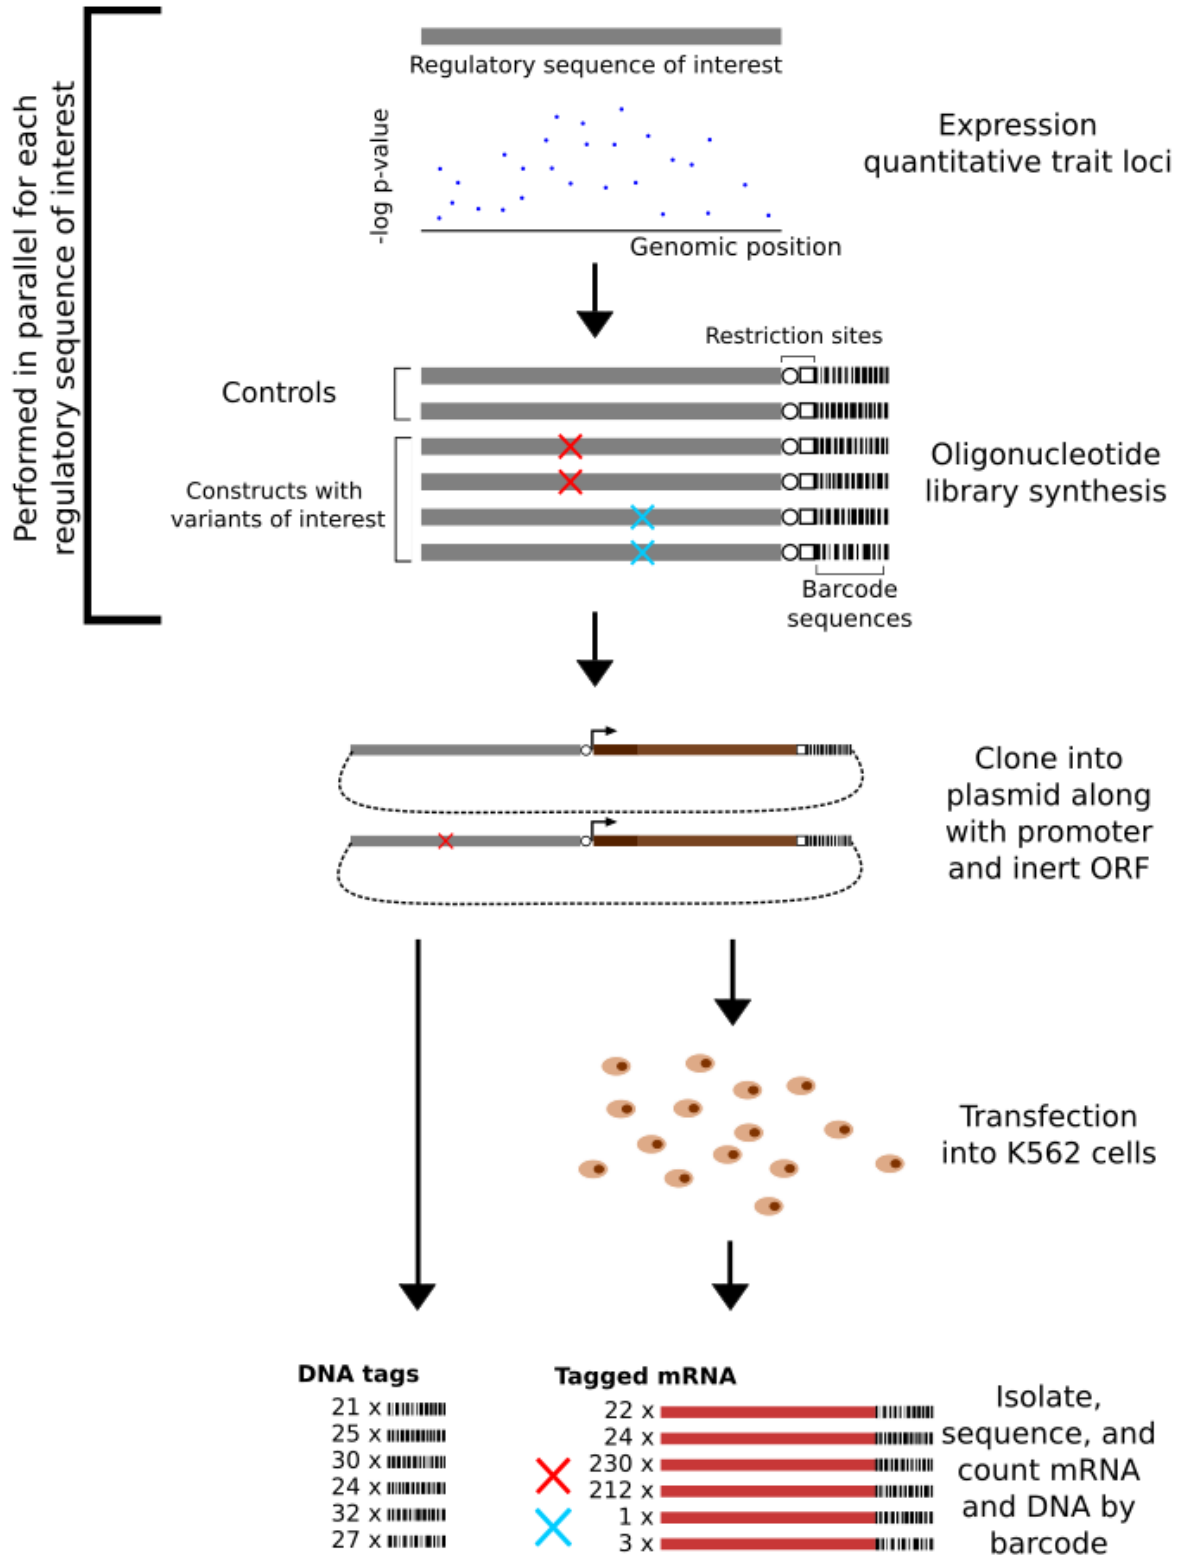 Performed in parallel for each
regulatory sequence of interest
Regulatory sequence of interest
-log p-value
Genomic position
Expression
quantitative trait loci
Restriction sites
Controls
Constructs with
variants of interest
Oligonucleotide
library synthesis
Barcode
sequences
Clone into
plasmid along
with promoter
and inert ORF
Transfection
into K562 cells
DNA tags
21 x
25 x
30 x
24 x
32 x
27 x
Tagged mRNA
22 x
24 x
230 x
212 x
1 x
3 x
Isolate,
sequence, and
count mRNA
and DNA by
barcode